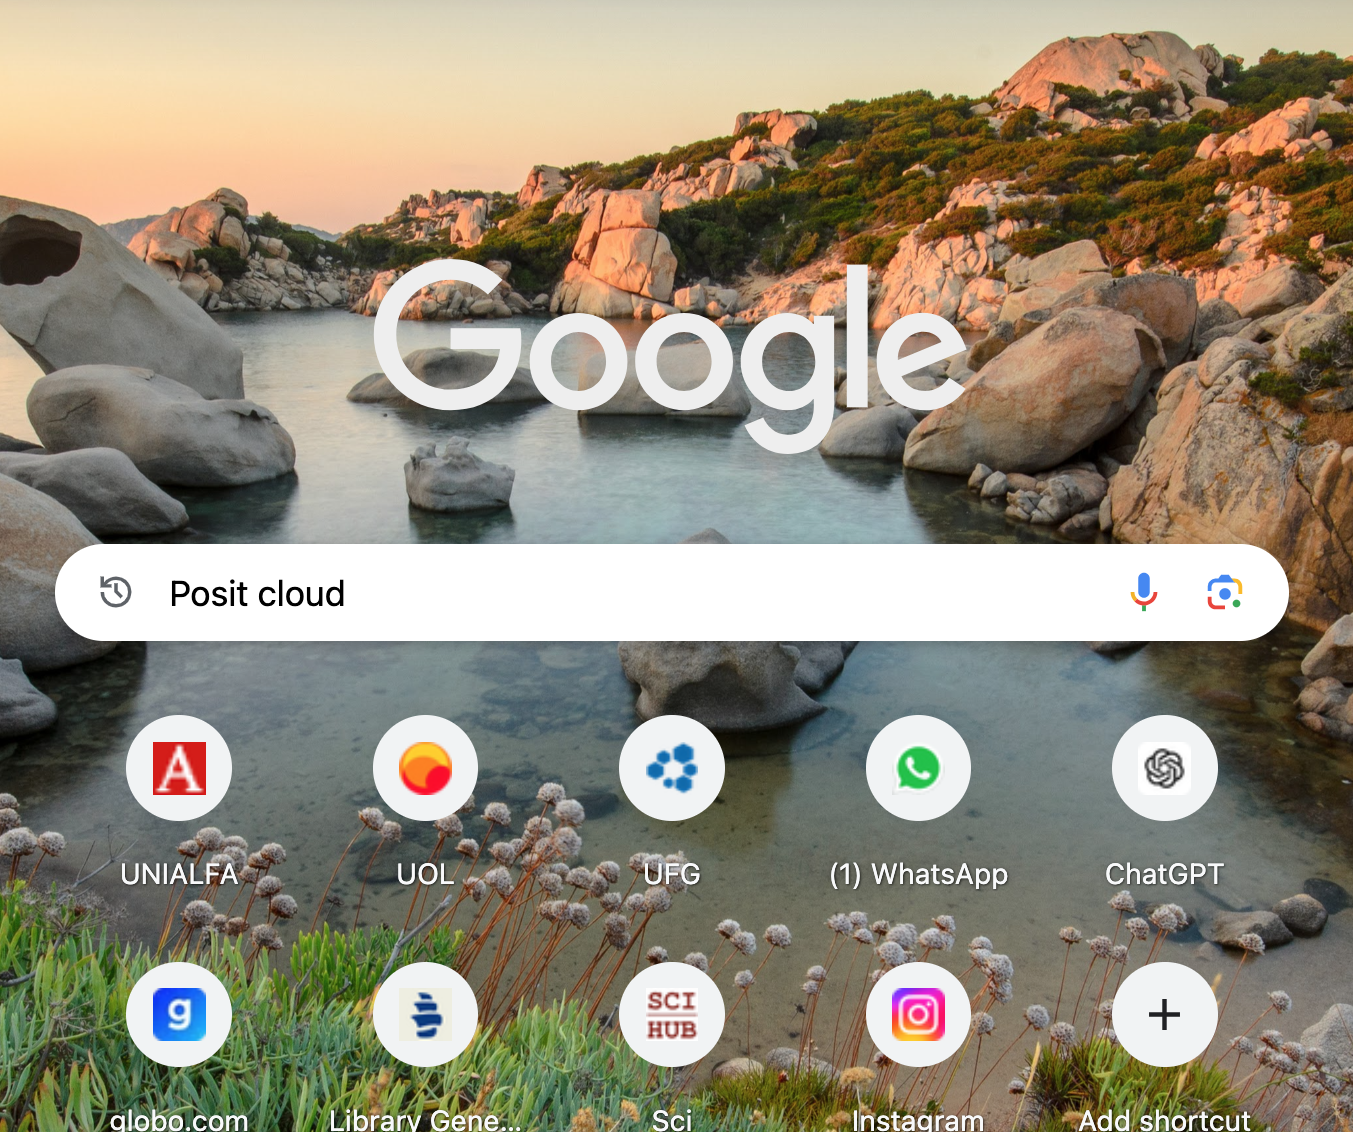 Google
Posit cloud
A
UNIALFA
UOL
UFG
(1) WhatsApp
ChatGPT
g
SCI
HUB
globo.com
Library Gene...
Sci
Instagram
Add shortcut